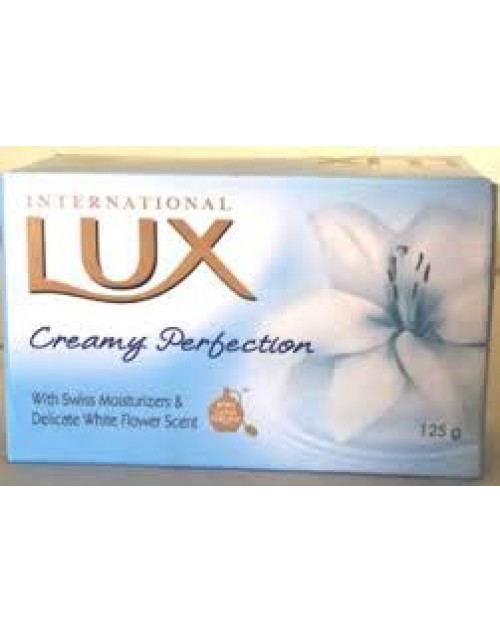 INTERNATIONAL
LUX
Creamy Perfection
With Swiss Moisturizers &
Delicate White Flower Scent
125 g